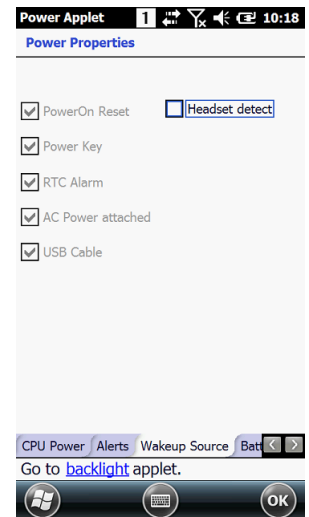 Power Applet 1 10:18
Power Properties
PowerOn Reset Headset detect
Power Key
RTC Alarm
AC Power attached
USB Cable
CPU Power Alerts Wakeup Source Batt
Go to backlight applet.
OK